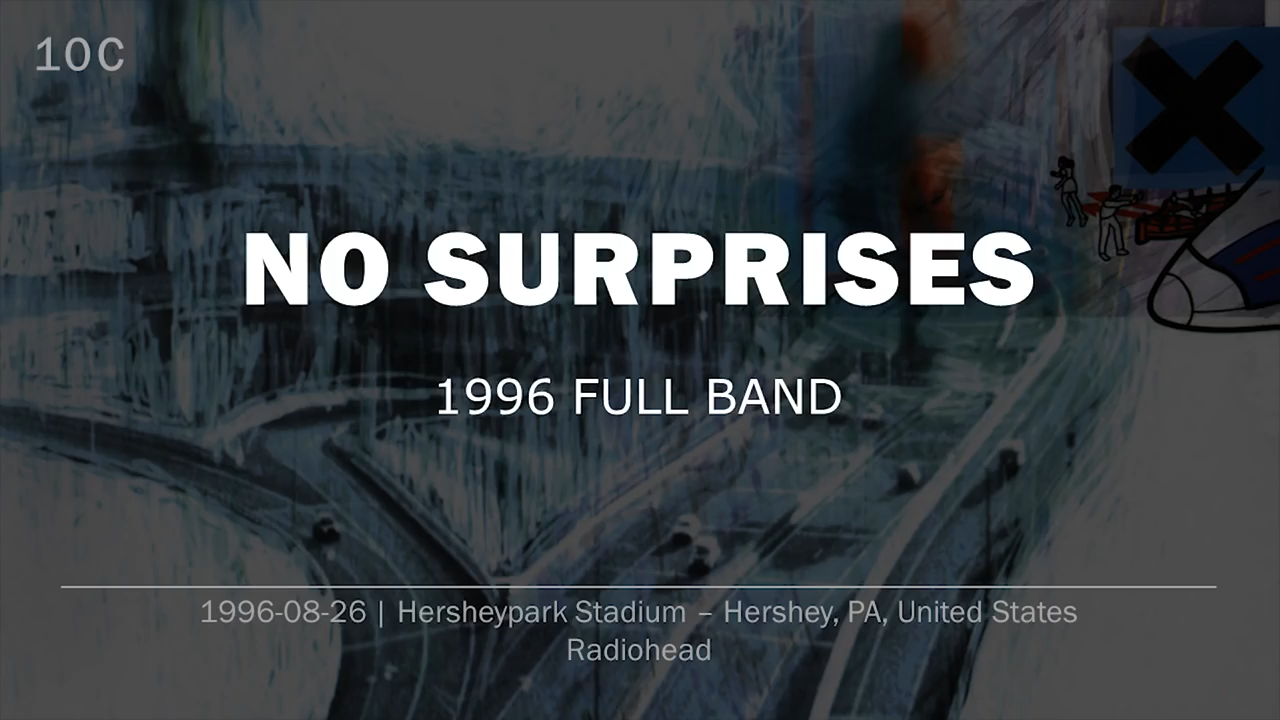 10C
NO SURPRISES
1996 FULL BAND
1996-08-26 | Hersheypark Stadium – Hershey, PA, United States
Radiohead